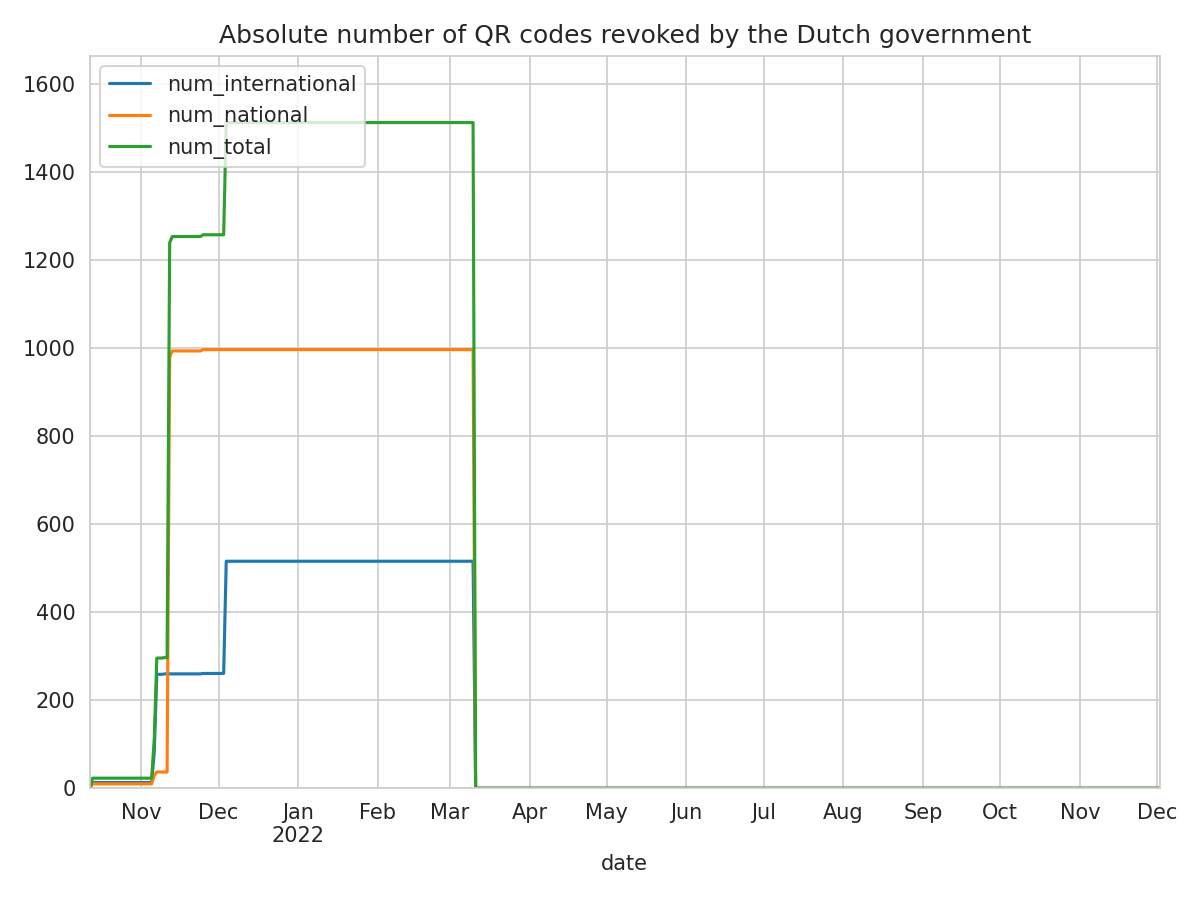 Absolute number of QR codes revoked by the Dutch government
num_international
num_national
num_total
1600
1400
1200
1000
800
600
400
200
0
Nov Dec Jan Feb Mar Apr May Jun Jul Aug Sep Oct Nov Dec
2022
date